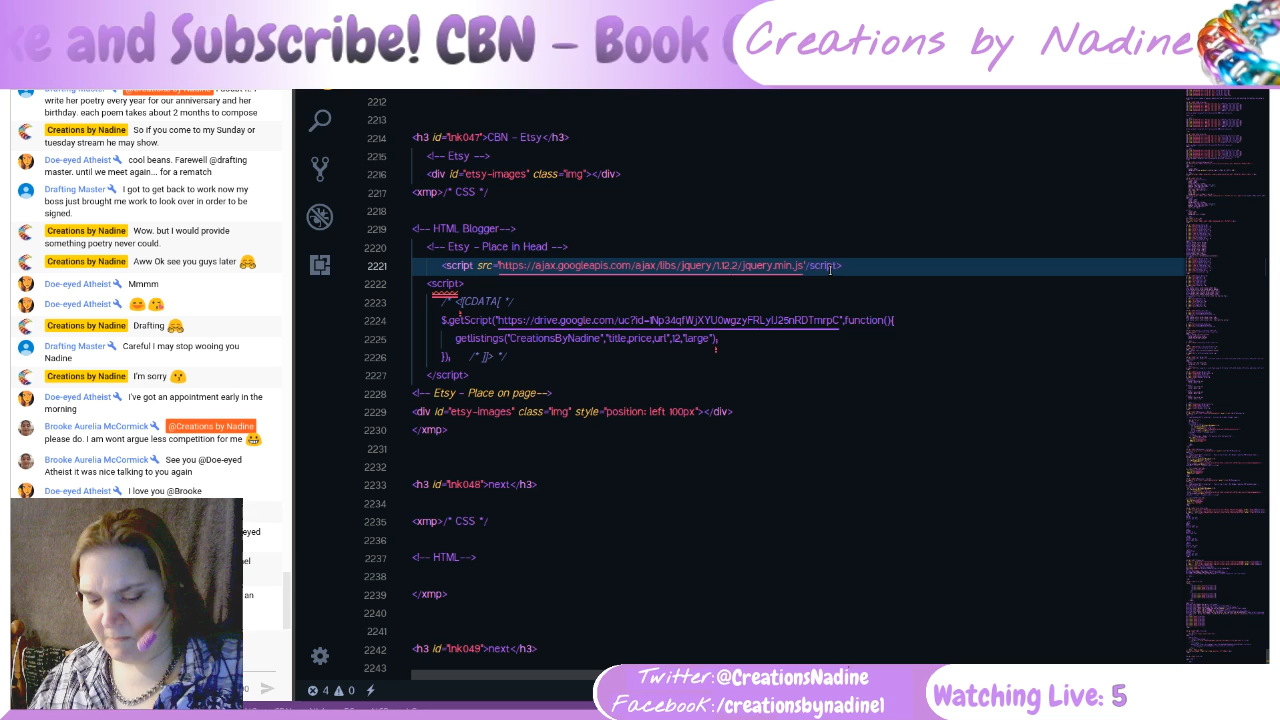 ke and Subscribe! CBN - Book
Creations by Nadine
write her poetry every year for our anniversary and her
birthday. each poem takes about 2 months to compose
Creations by Nadine So if you come to my Sunday or
tuesday stream he may show.
Doe-eyed Atheist cool beans. Farewell @drafting
master. until we meet again... for a rematch
Drafting Master I got to get back to work now my
boss just brought me work to look over in order to be
signed.
Creations by Nadine Wow. but I would provide
something poetry never could.
Creations by Nadine Aww Ok see you guys later 🤗
Doe-eyed Atheist Mmmm
Doe-eyed Atheist 😊 😘
Creations by Nadine Drafting 🤗
Drafting Master Careful I may stop wooing you
Nadine
Creations by Nadine I'm sorry 😗
Doe-eyed Atheist I've got an appointment early in the
morning
Brooke Aurelia McCormick @Creations by Nadine
please do. I am wont argue less competition for me 😬
Brooke Aurelia McCormick See you @Doe-eyed
Atheist it was nice talking to you again
Doe-eyed Atheist I love you @Brooke
eyed
an
2212
2213
2214 <h3 id="lnk047">CBN - Etsy</h3>
2215 <!-- Etsy -->
2216 <div id="etsy-images" class="img"></div>
2217 <xmp>/* CSS */
2218
2219 <!-- HTML Blogger-->
2220 <!-- Etsy - Place in Head -->
2221 <script src='https://ajax.googleapis.com/ajax/libs/jquery/1.12.2/jquery.min.js'/script>
2222 <script>
2223 /* <![CDATA[ */
2224 $.getScript("https://drive.google.com/uc?id=1Np34qfWjXYU0wgzyFRLyIJ25nRDTmrpC",function(){
2225 getlistings("CreationsByNadine","title,price,url",12,"large");
2226 }); /* ]]> */
2227 </script>
2228 <!-- Etsy - Place on page-->
2229 <div id="etsy-images" class="img" style="position: left 100px"></div>
2230 </xmp>
2231
2232
2233 <h3 id="lnk048">next</h3>
2234
2235 <xmp>/* CSS */
2236
2237 <!-- HTML-->
2238
2239 </xmp>
2240
2241
2242 <h3 id="lnk049">next</h3>
2243
4 0
Twitter:@CreationsNadine
Facebook:/creationsbynadine1
Watching Live: 5